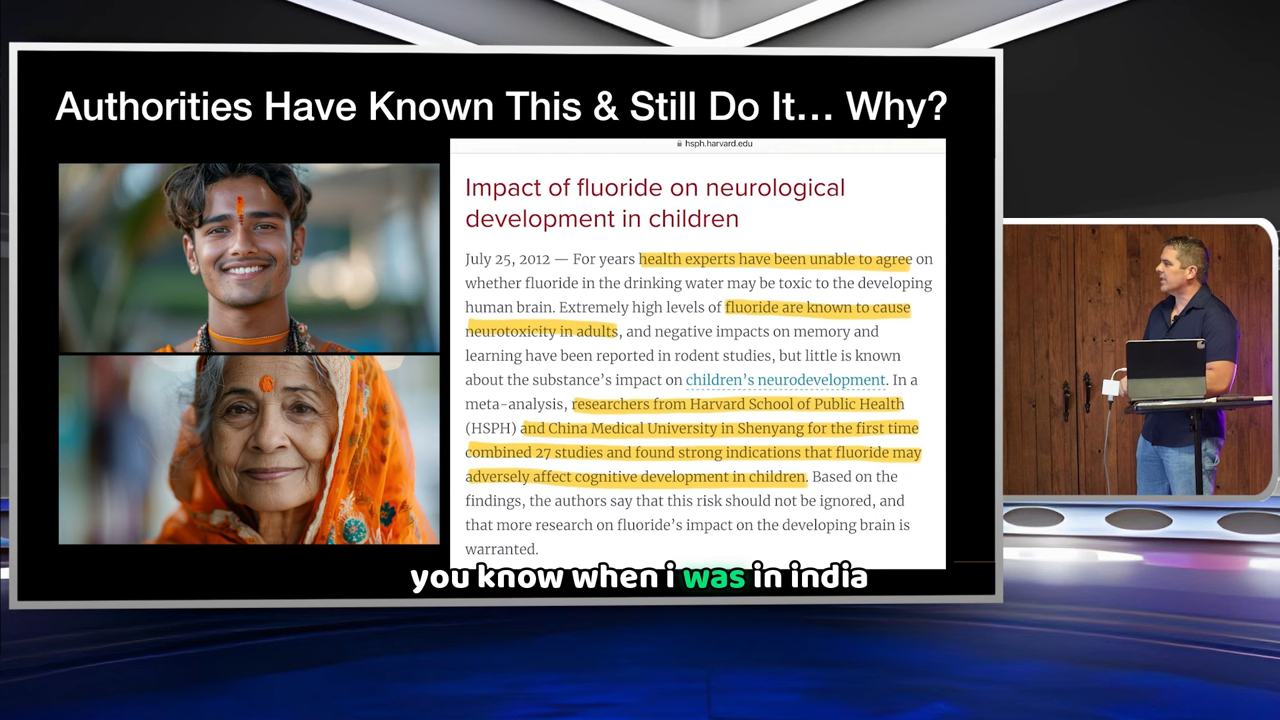 Authorities Have Known This & Still Do It... Why?
hsph.harvard.edu
Impact of fluoride on neurological
development in children
July 25, 2012 — For years health experts have been unable to agree on
whether fluoride in the drinking water may be toxic to the developing
human brain. Extremely high levels of fluoride are known to cause
neurotoxicity in adults, and negative impacts on memory and
learning have been reported in rodent studies, but little is known
about the substance’s impact on children’s neurodevelopment. In a
meta-analysis, researchers from Harvard School of Public Health
(HSPH) and China Medical University in Shenyang for the first time
combined 27 studies and found strong indications that fluoride may
adversely affect cognitive development in children. Based on the
findings, the authors say that this risk should not be ignored, and
that more research on fluoride’s impact on the developing brain is
warranted.
you know when i was in india